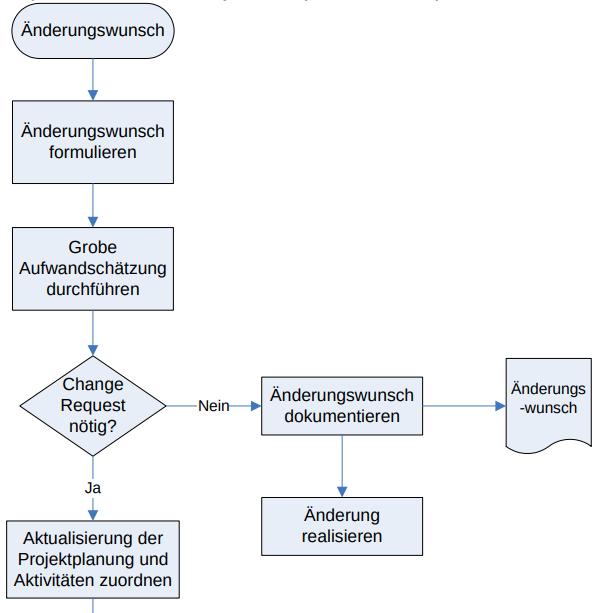 Änderungswunsch
Änderungswunsch
formulieren
Grobe
Aufwandschätzung
durchführen
Change
Request
nötig?
Nein
Änderungswunsch
dokumentieren
Änderungs
-wunsch
Ja
Änderung
realisieren
Aktualisierung der
Projektplanung und
Aktivitäten zuordnen